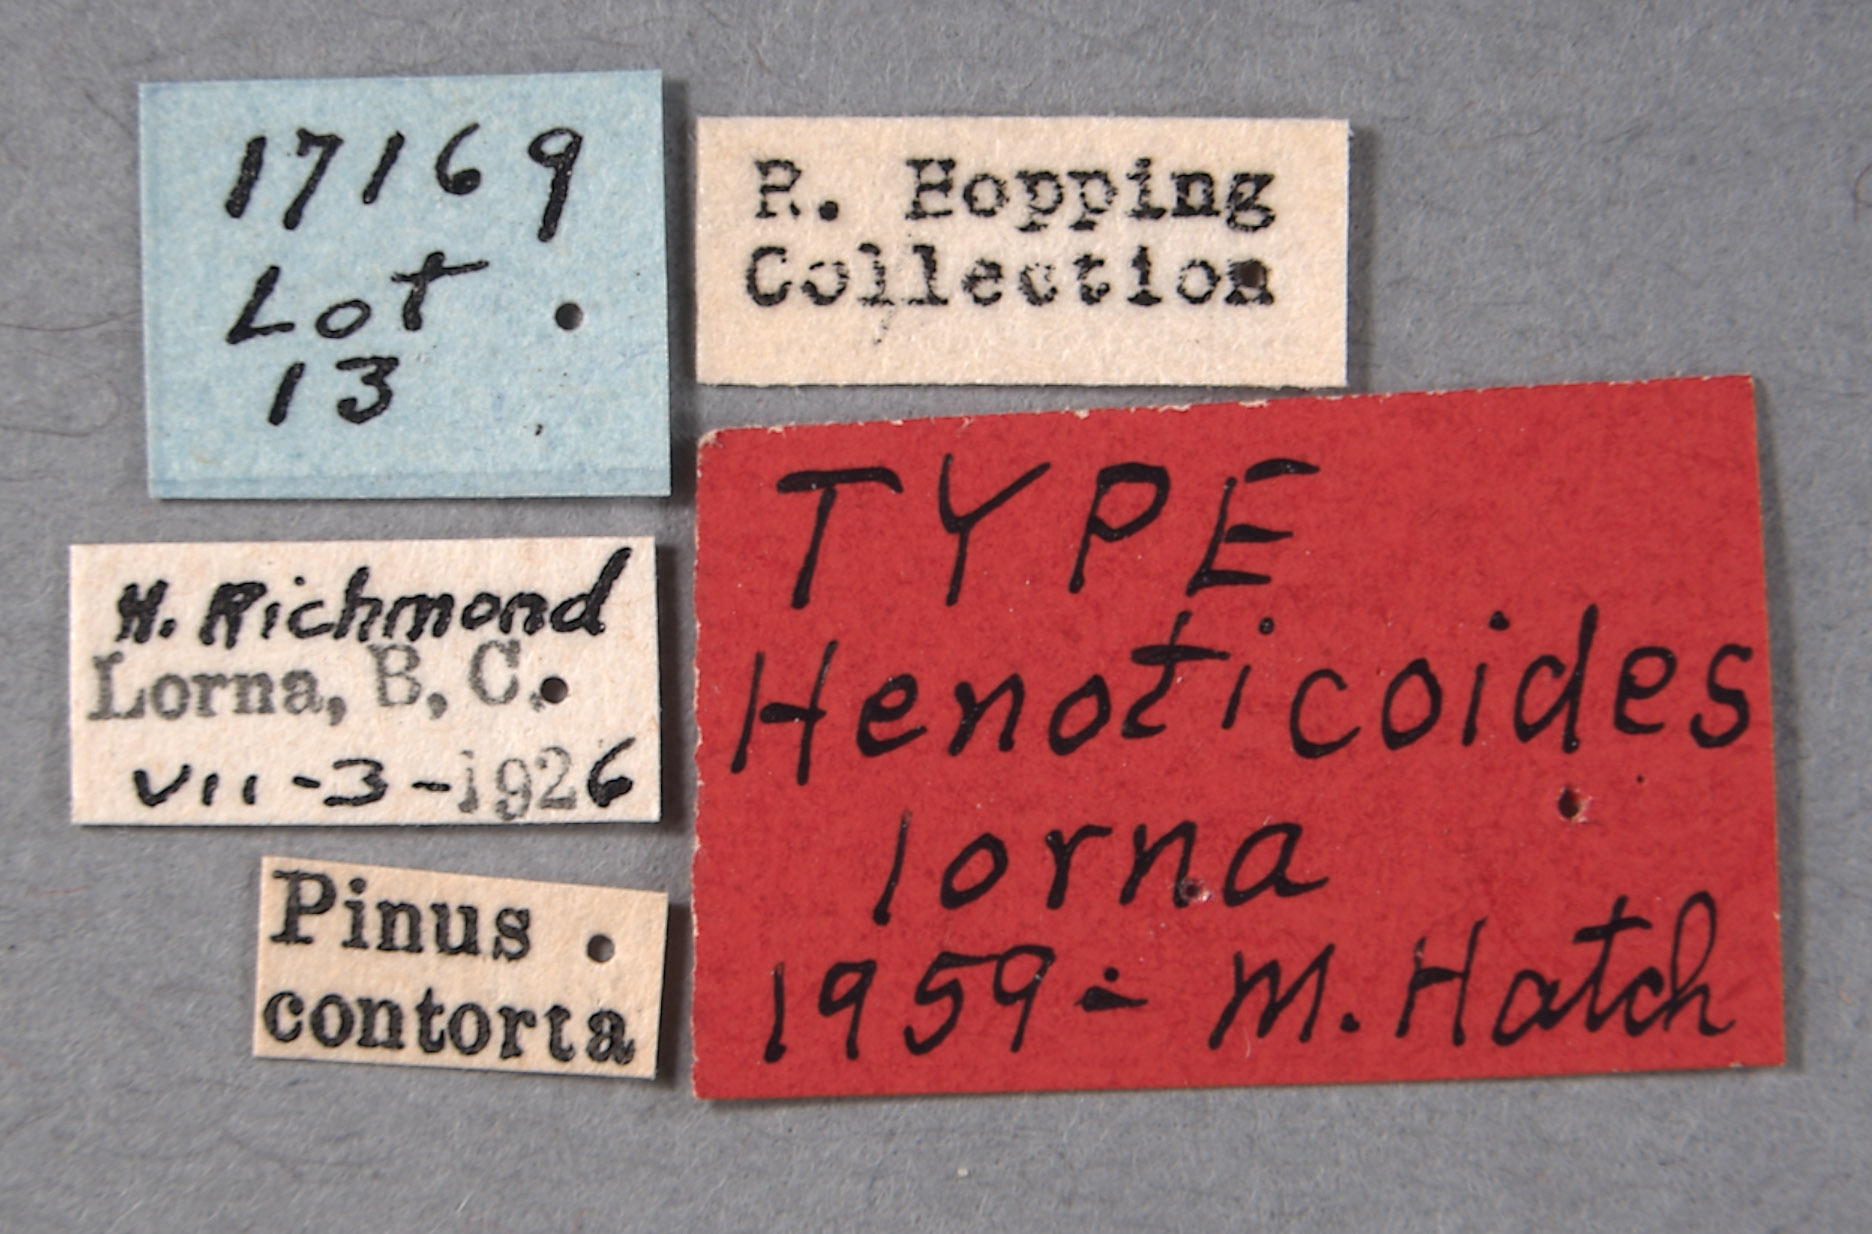 17169
Lot
13
R. Hopping
Collection
H. Richmond
Lorna, B. C.
VII-3-1926
Pinus
contorta
TYPE
Henoticoides
lorna
1959- M. Hatch